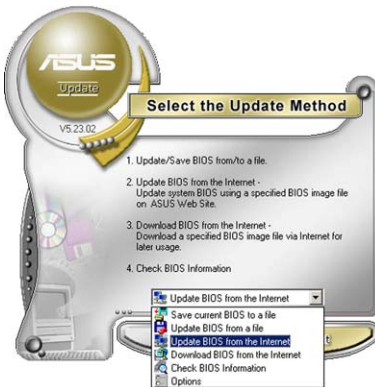 ASUS
Update
V5.23.02
Select the Update Method
1. Update/Save BIOS from/to a file.
2. Update BIOS from the Internet -
Update system BIOS using a specified BIOS image file
on ASUS Web Site.
3. Download BIOS from the Internet -
Download a specified BIOS image file via Internet for
later usage.
4. Check BIOS Information
Update BIOS from the Internet
Save current BIOS to a file
Update BIOS from a file
Update BIOS from the Internet
Download BIOS from the Internet
Check BIOS Information
Options